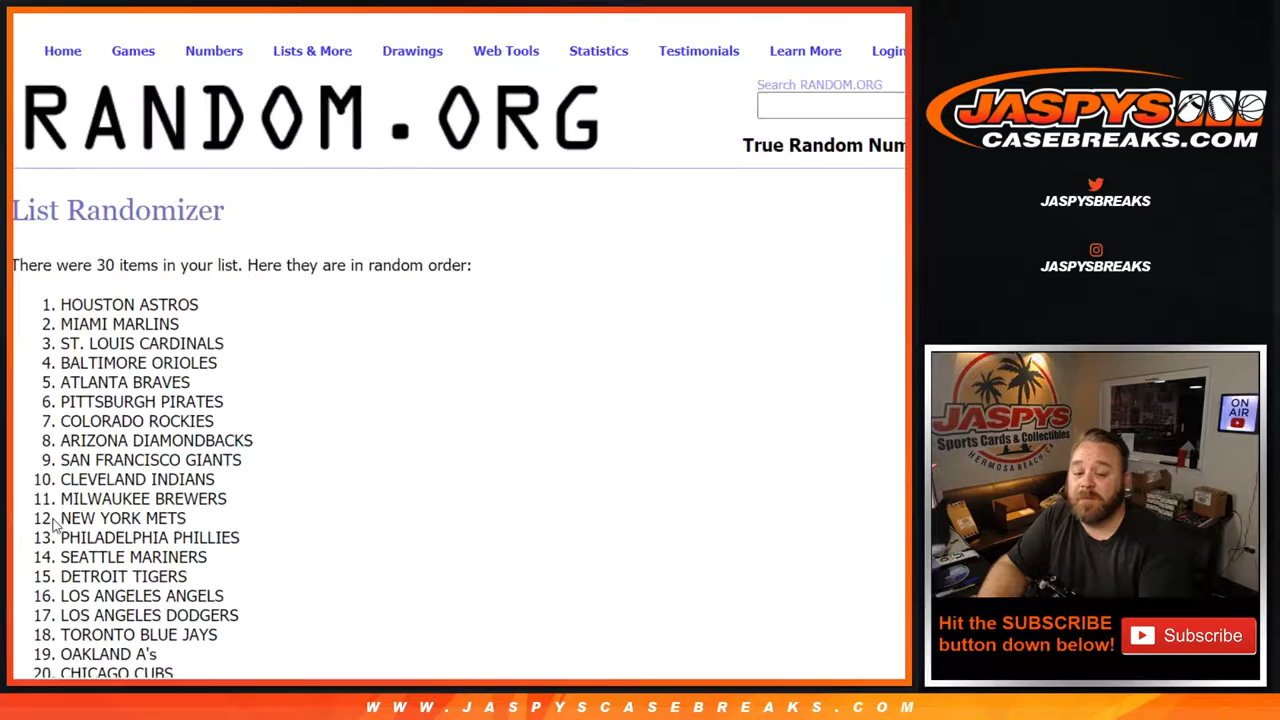 Home Games Numbers Lists & More Drawings Web Tools Statistics Testimonials Learn More Login
RANDOM.ORG
Search RANDOM.ORG
True Random Num
List Randomizer
There were 30 items in your list. Here they are in random order:
1. HOUSTON ASTROS
2. MIAMI MARLINS
3. ST. LOUIS CARDINALS
4. BALTIMORE ORIOLES
5. ATLANTA BRAVES
6. PITTSBURGH PIRATES
7. COLORADO ROCKIES
8. ARIZONA DIAMONDBACKS
9. SAN FRANCISCO GIANTS
10. CLEVELAND INDIANS
11. MILWAUKEE BREWERS
12. NEW YORK METS
13. PHILADELPHIA PHILLIES
14. SEATTLE MARINERS
15. DETROIT TIGERS
16. LOS ANGELES ANGELS
17. LOS ANGELES DODGERS
18. TORONTO BLUE JAYS
19. OAKLAND A's
20. CHICAGO CUBS
JASPYS
CASEBREAKS.COM
JASPYSBREAKS
JASPYSBREAKS
JASPYS
Sports Cards & Collectibles
HERMOSA BEACH, CA
ON
AIR
Hit the SUBSCRIBE
button down below!
Subscribe
WWW.JASPYSCASEBREAKS.COM